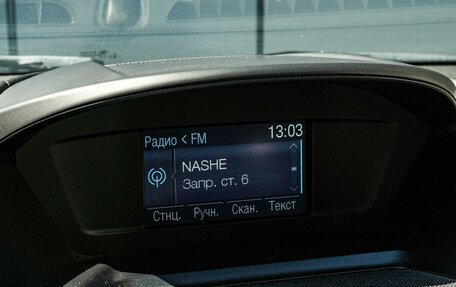 Радио < FM 13:03
NASHE
Запр. ст. 6
Стнц. Ручн. Скан. Текст